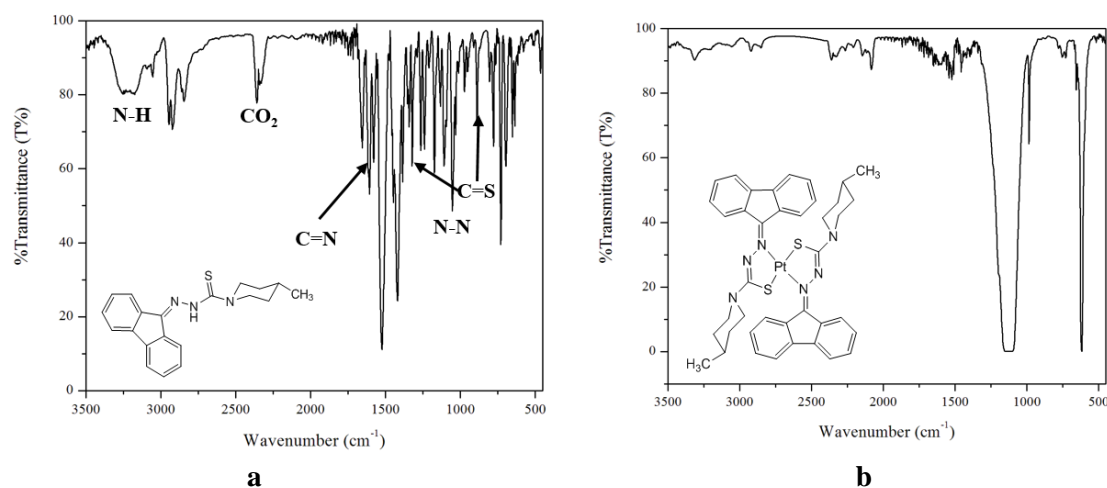 100
80
60
40
20
0
%Transmittance (T%)
N-H
CO₂
C=N
C=S
N-N
S
N
NH
N
CH₃
3500 3000 2500 2000 1500 1000 500
Wavenumber (cm⁻¹)
a
100
80
60
40
20
0
%Transmittance (T%)
CH₃
N
N S
N Pt N
S N
N
H₃C
3500 3000 2500 2000 1500 1000 500
Wavenumber (cm⁻¹)
b